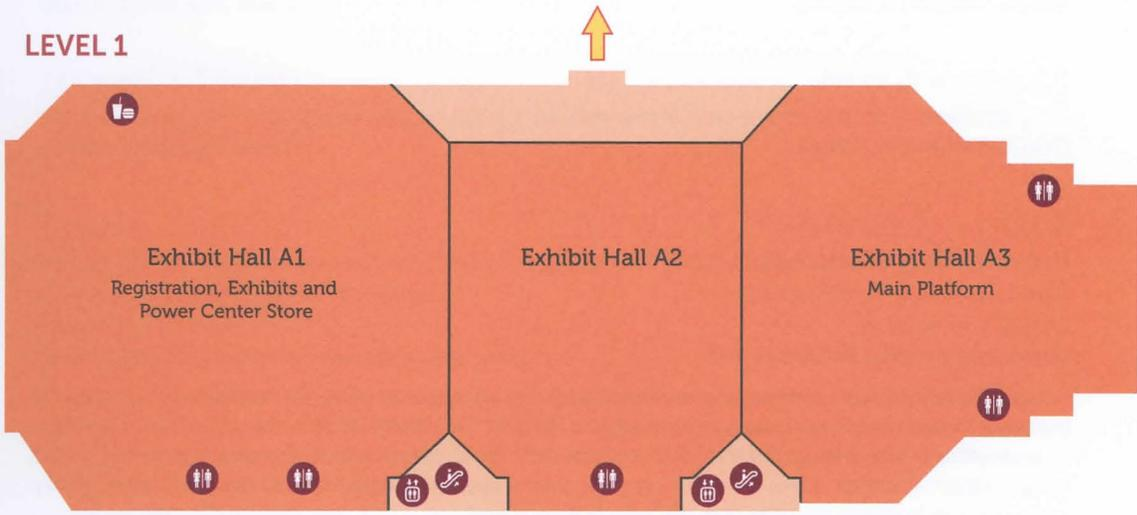 LEVEL 1
Exhibit Hall A1
Registration, Exhibits and
Power Center Store
Exhibit Hall A2
Exhibit Hall A3
Main Platform